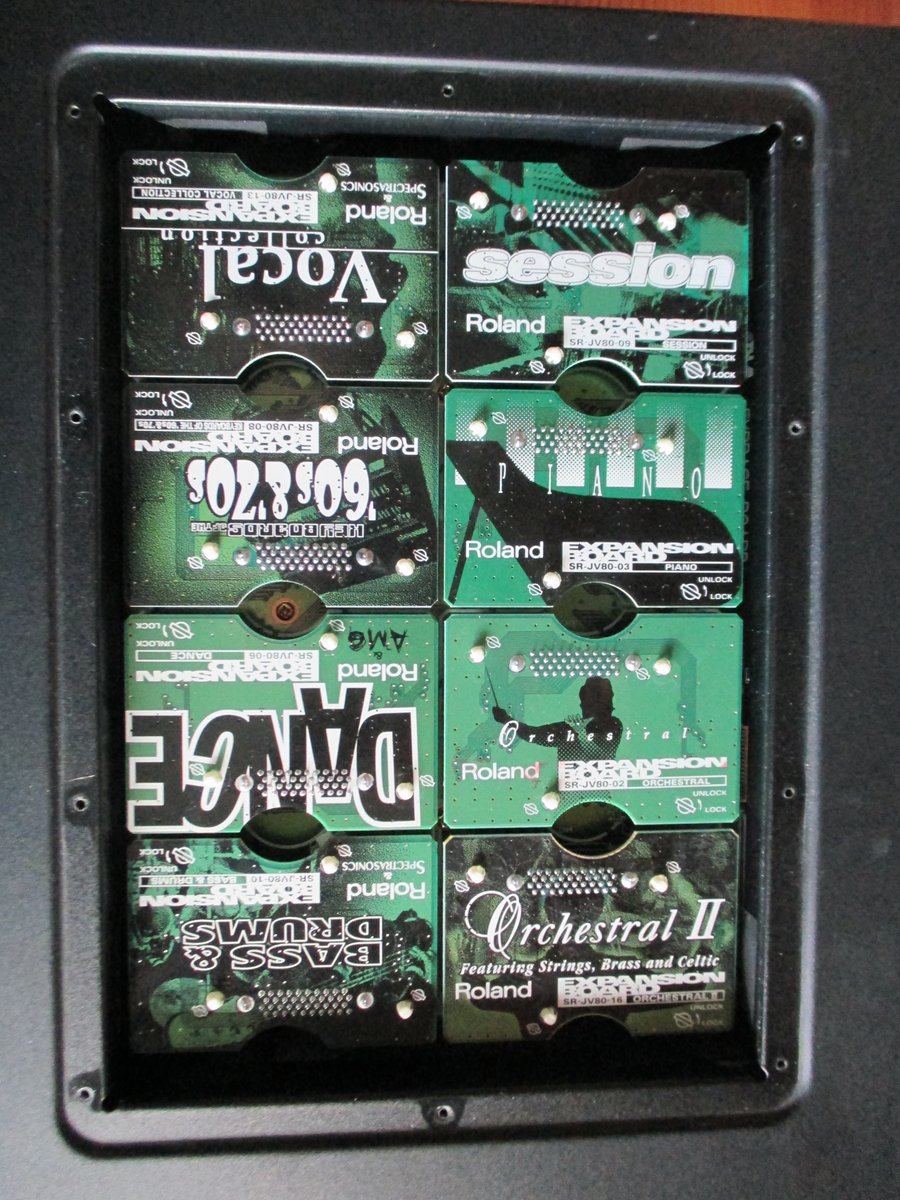 Vocal
collection
Roland
&
SPECTRASONICS
EXPANSION
BOARD
SR-JV80-13 VOCAL COLLECTION
UNLOCK
LOCK
session
Roland
EXPANSION
BOARD
SR-JV80-09 SESSION
UNLOCK
LOCK
KEYBOARDS OF THE
'60s & '70s
Roland
EXPANSION
BOARD
SR-JV80-08 KEYBOARDS OF THE '60s & '70s
UNLOCK
LOCK
PIANO
Roland
EXPANSION
BOARD
SR-JV80-03 PIANO
UNLOCK
LOCK
DANCE
Roland
&
AMG
EXPANSION
BOARD
SR-JV80-06 DANCE
UNLOCK
LOCK
Orchestral
Roland
EXPANSION
BOARD
SR-JV80-02 ORCHESTRAL
UNLOCK
LOCK
BASS &
DRUMS
Roland
&
SPECTRASONICS
EXPANSION
BOARD
SR-JV80-10 BASS & DRUMS
UNLOCK
LOCK
Orchestral II
Featuring Strings, Brass and Celtic
Roland
EXPANSION
BOARD
SR-JV80-16 ORCHESTRAL II
UNLOCK
LOCK